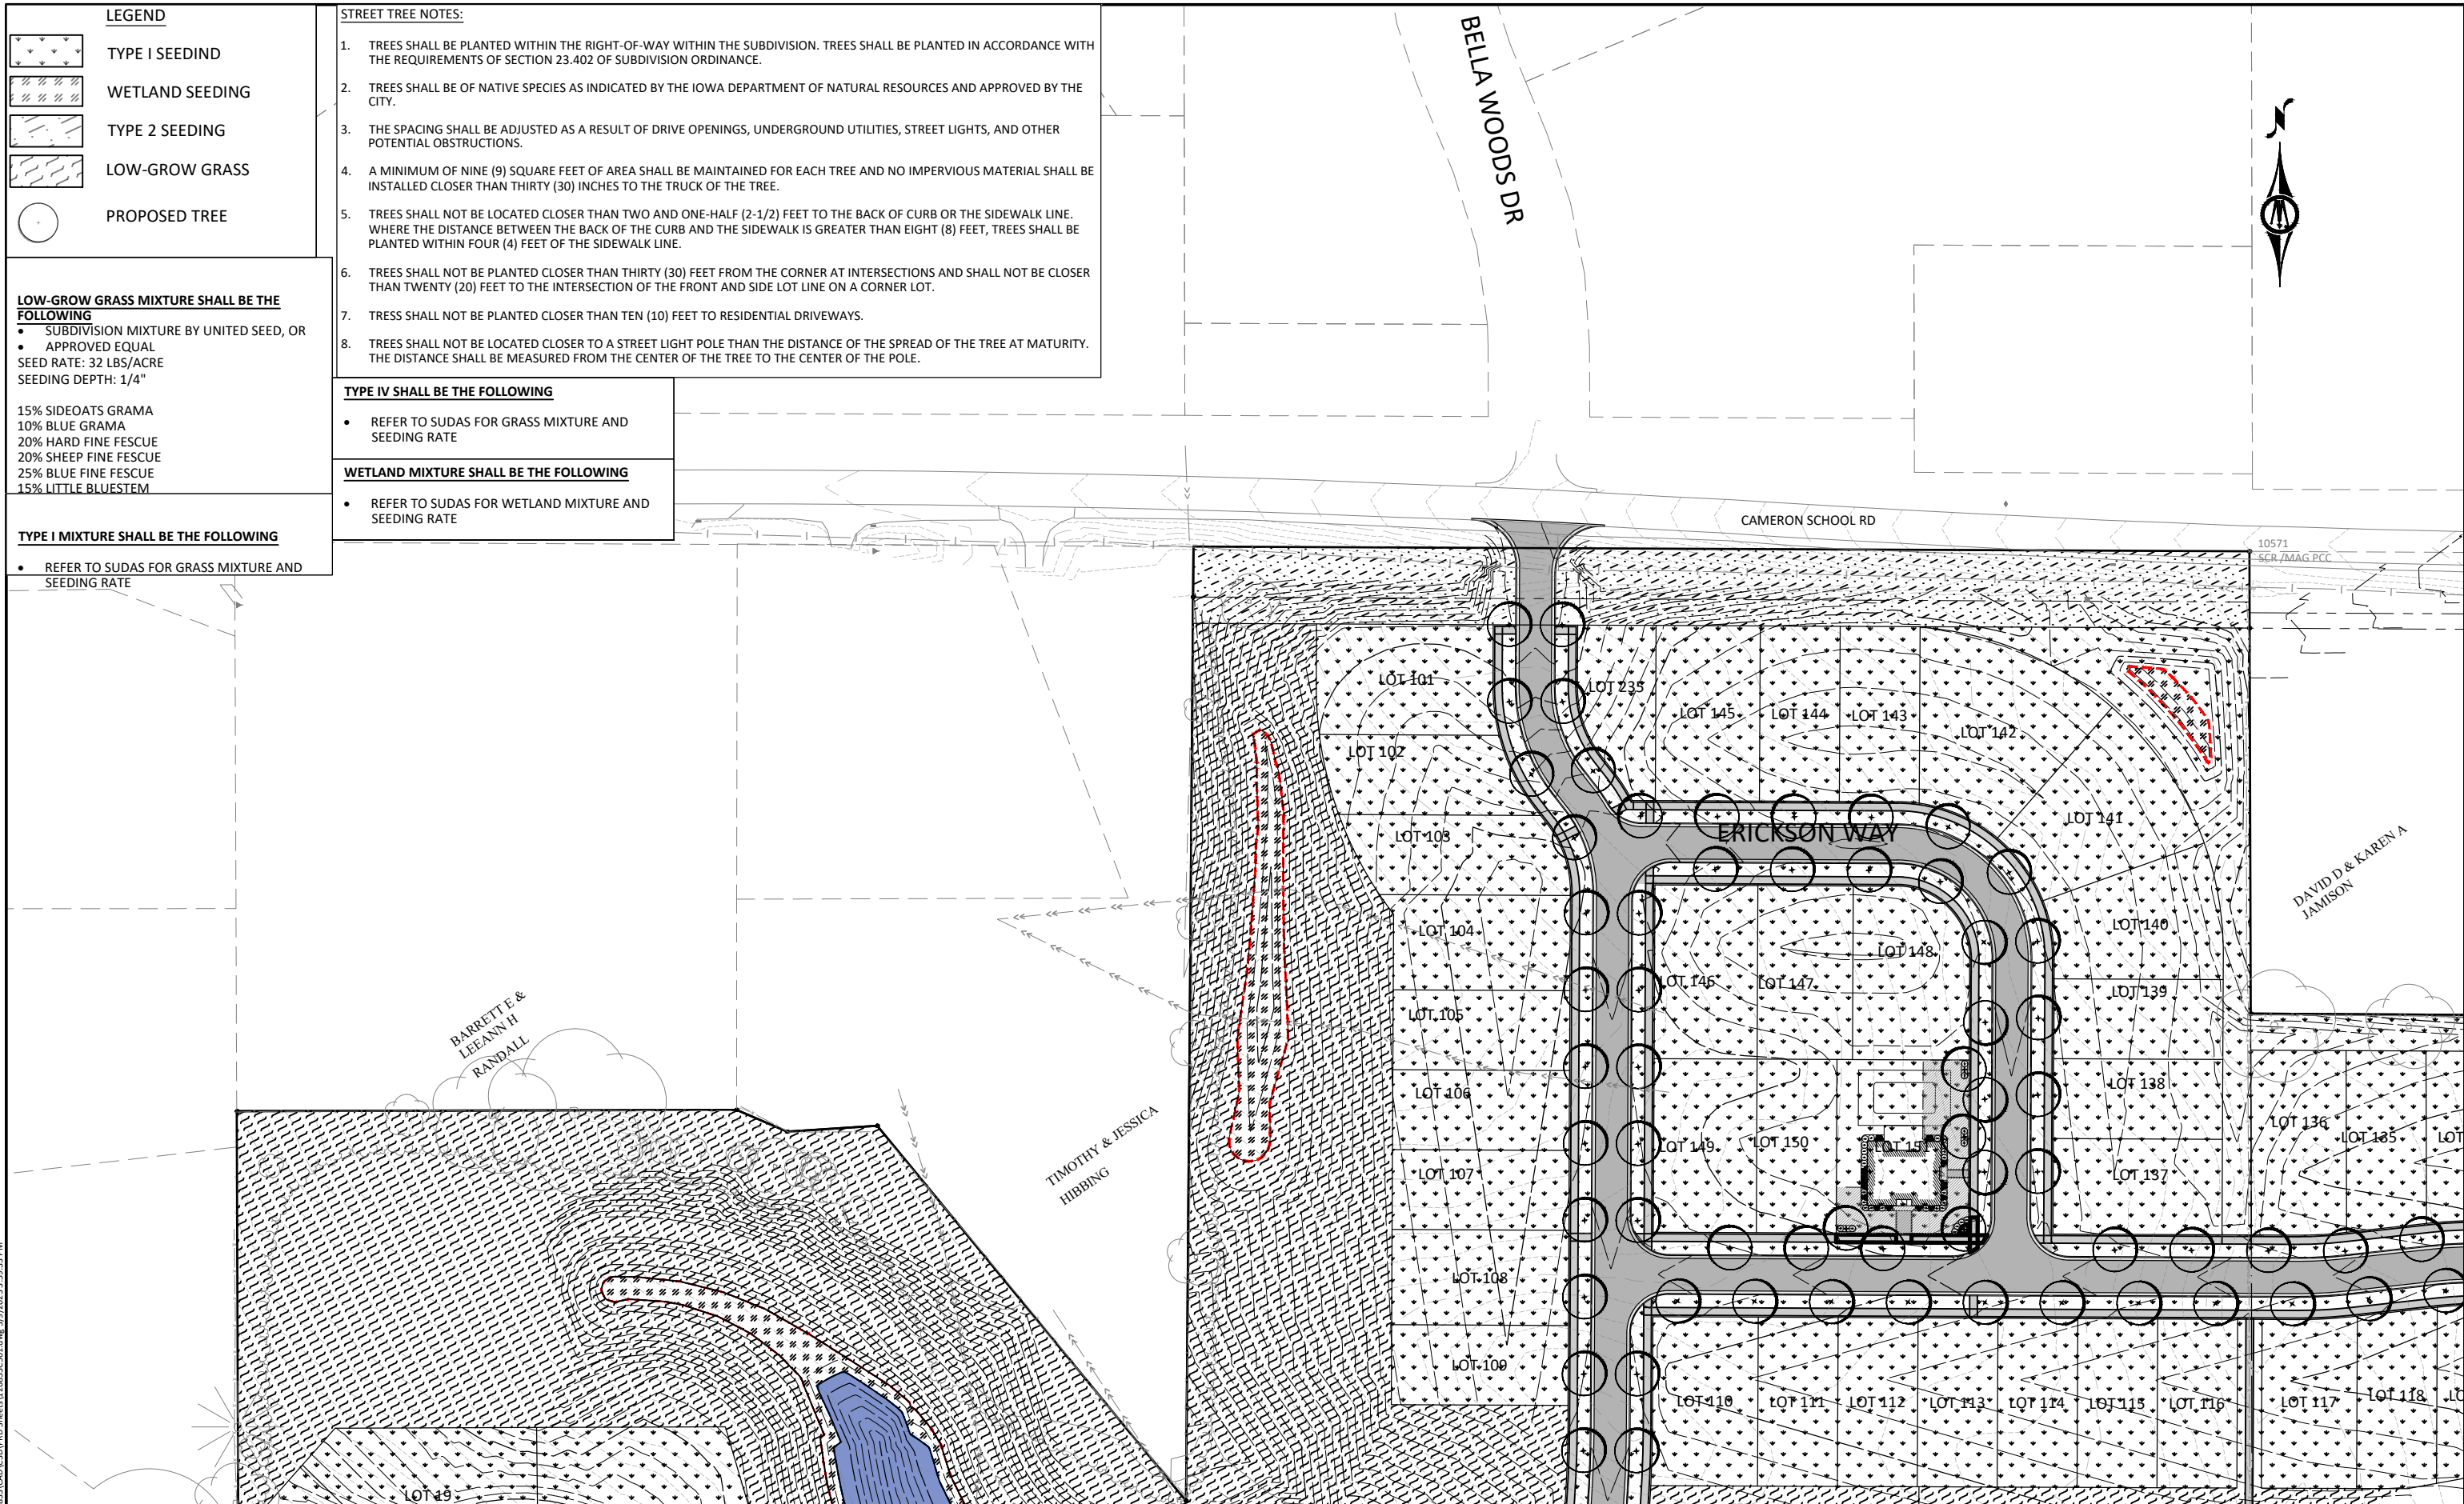 LEGEND
TYPE I SEEDIND
WETLAND SEEDING
TYPE 2 SEEDING
LOW-GROW GRASS
PROPOSED TREE
LOW-GROW GRASS MIXTURE SHALL BE THE
FOLLOWING
• SUBDIVISION MIXTURE BY UNITED SEED, OR
• APPROVED EQUAL
SEED RATE: 32 LBS/ACRE
SEEDING DEPTH: 1/4"
15% SIDEOATS GRAMA
10% BLUE GRAMA
20% HARD FINE FESCUE
20% SHEEP FINE FESCUE
25% BLUE FINE FESCUE
15% LITTLE BLUESTEM
TYPE I MIXTURE SHALL BE THE FOLLOWING
• REFER TO SUDAS FOR GRASS MIXTURE AND
SEEDING RATE
STREET TREE NOTES:
1. TREES SHALL BE PLANTED WITHIN THE RIGHT-OF-WAY WITHIN THE SUBDIVISION. TREES SHALL BE PLANTED IN ACCORDANCE WITH
THE REQUIREMENTS OF SECTION 23.402 OF SUBDIVISION ORDINANCE.
2. TREES SHALL BE OF NATIVE SPECIES AS INDICATED BY THE IOWA DEPARTMENT OF NATURAL RESOURCES AND APPROVED BY THE
CITY.
3. THE SPACING SHALL BE ADJUSTED AS A RESULT OF DRIVE OPENINGS, UNDERGROUND UTILITIES, STREET LIGHTS, AND OTHER
POTENTIAL OBSTRUCTIONS.
4. A MINIMUM OF NINE (9) SQUARE FEET OF AREA SHALL BE MAINTAINED FOR EACH TREE AND NO IMPERVIOUS MATERIAL SHALL BE
INSTALLED CLOSER THAN THIRTY (30) INCHES TO THE TRUCK OF THE TREE.
5. TREES SHALL NOT BE LOCATED CLOSER THAN TWO AND ONE-HALF (2-1/2) FEET TO THE BACK OF CURB OR THE SIDEWALK LINE.
WHERE THE DISTANCE BETWEEN THE BACK OF THE CURB AND THE SIDEWALK IS GREATER THAN EIGHT (8) FEET, TREES SHALL BE
PLANTED WITHIN FOUR (4) FEET OF THE SIDEWALK LINE.
6. TREES SHALL NOT BE PLANTED CLOSER THAN THIRTY (30) FEET FROM THE CORNER AT INTERSECTIONS AND SHALL NOT BE CLOSER
THAN TWENTY (20) FEET TO THE INTERSECTION OF THE FRONT AND SIDE LOT LINE ON A CORNER LOT.
7. TRESS SHALL NOT BE PLANTED CLOSER THAN TEN (10) FEET TO RESIDENTIAL DRIVEWAYS.
8. TREES SHALL NOT BE LOCATED CLOSER TO A STREET LIGHT POLE THAN THE DISTANCE OF THE SPREAD OF THE TREE AT MATURITY.
THE DISTANCE SHALL BE MEASURED FROM THE CENTER OF THE TREE TO THE CENTER OF THE POLE.
TYPE IV SHALL BE THE FOLLOWING
• REFER TO SUDAS FOR GRASS MIXTURE AND
SEEDING RATE
WETLAND MIXTURE SHALL BE THE FOLLOWING
• REFER TO SUDAS FOR WETLAND MIXTURE AND
SEEDING RATE
BELLA WOODS DR
N
CAMERON SCHOOL RD
10571
SCR /MAG PCC
LOT 101
LOT 235
LOT 145
LOT 144
LOT 143
LOT 142
LOT 102
LOT 103
ERICKSON WAY
LOT 141
DAVID D & KAREN A
JAMISON
LOT 104
LOT 140
LOT 148
LOT 146
LOT 147
LOT 139
LOT 105
BARRETT E &
LEEANN H
RANDALL
LOT 106
LOT 138
TIMOTHY & JESSICA
HIBBING
LOT 136
LOT 135
LOT
LOT 149
LOT 150
LOT 107
LOT 137
LOT 108
LOT 109
LOT 110
LOT 111
LOT 112
LOT 113
LOT 114
LOT 115
LOT 116
LOT 117
LOT 118
LOT 19